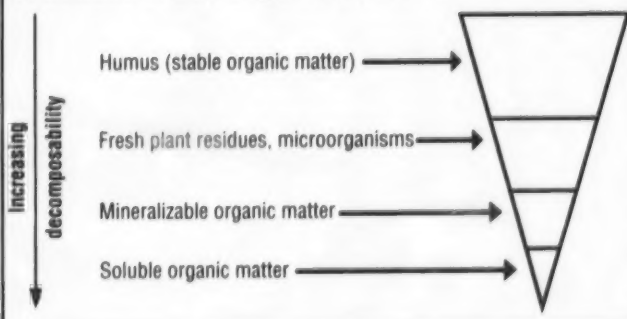 Increasing
decomposability
Humus (stable organic matter)
Fresh plant residues, microorganisms
Mineralizable organic matter
Soluble organic matter